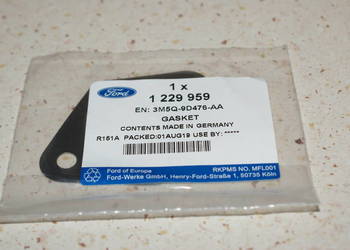 Ford
1 x
1 229 959
EN: 3M5Q-9D476-AA
GASKET
CONTENTS MADE IN GERMANY
R151A PACKED:01AUG19 USE BY: *****
Ford of Europe
RKPMS NO. MFL001
Ford-Werke GmbH, Henry-Ford-Straße 1, 50735 Köln